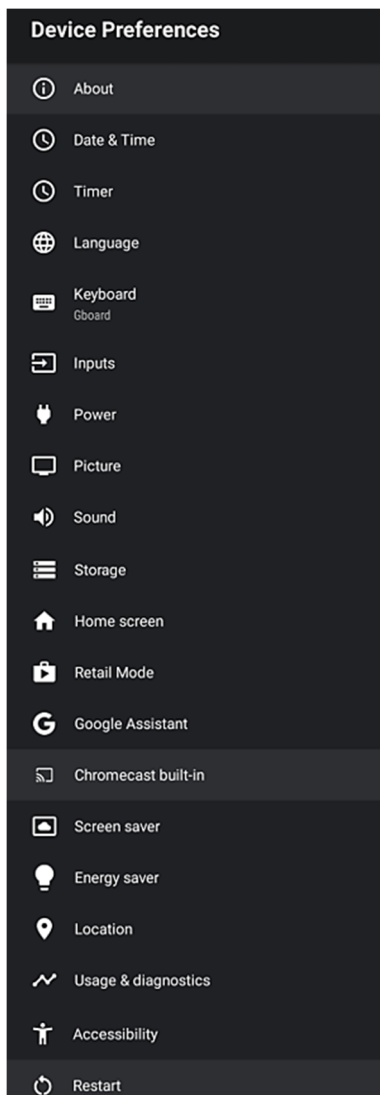 Device Preferences
About
Date & Time
Timer
Language
Keyboard
Gboard
Inputs
Power
Picture
Sound
Storage
Home screen
Retail Mode
Google Assistant
Chromecast built-in
Screen saver
Energy saver
Location
Usage & diagnostics
Accessibility
Restart